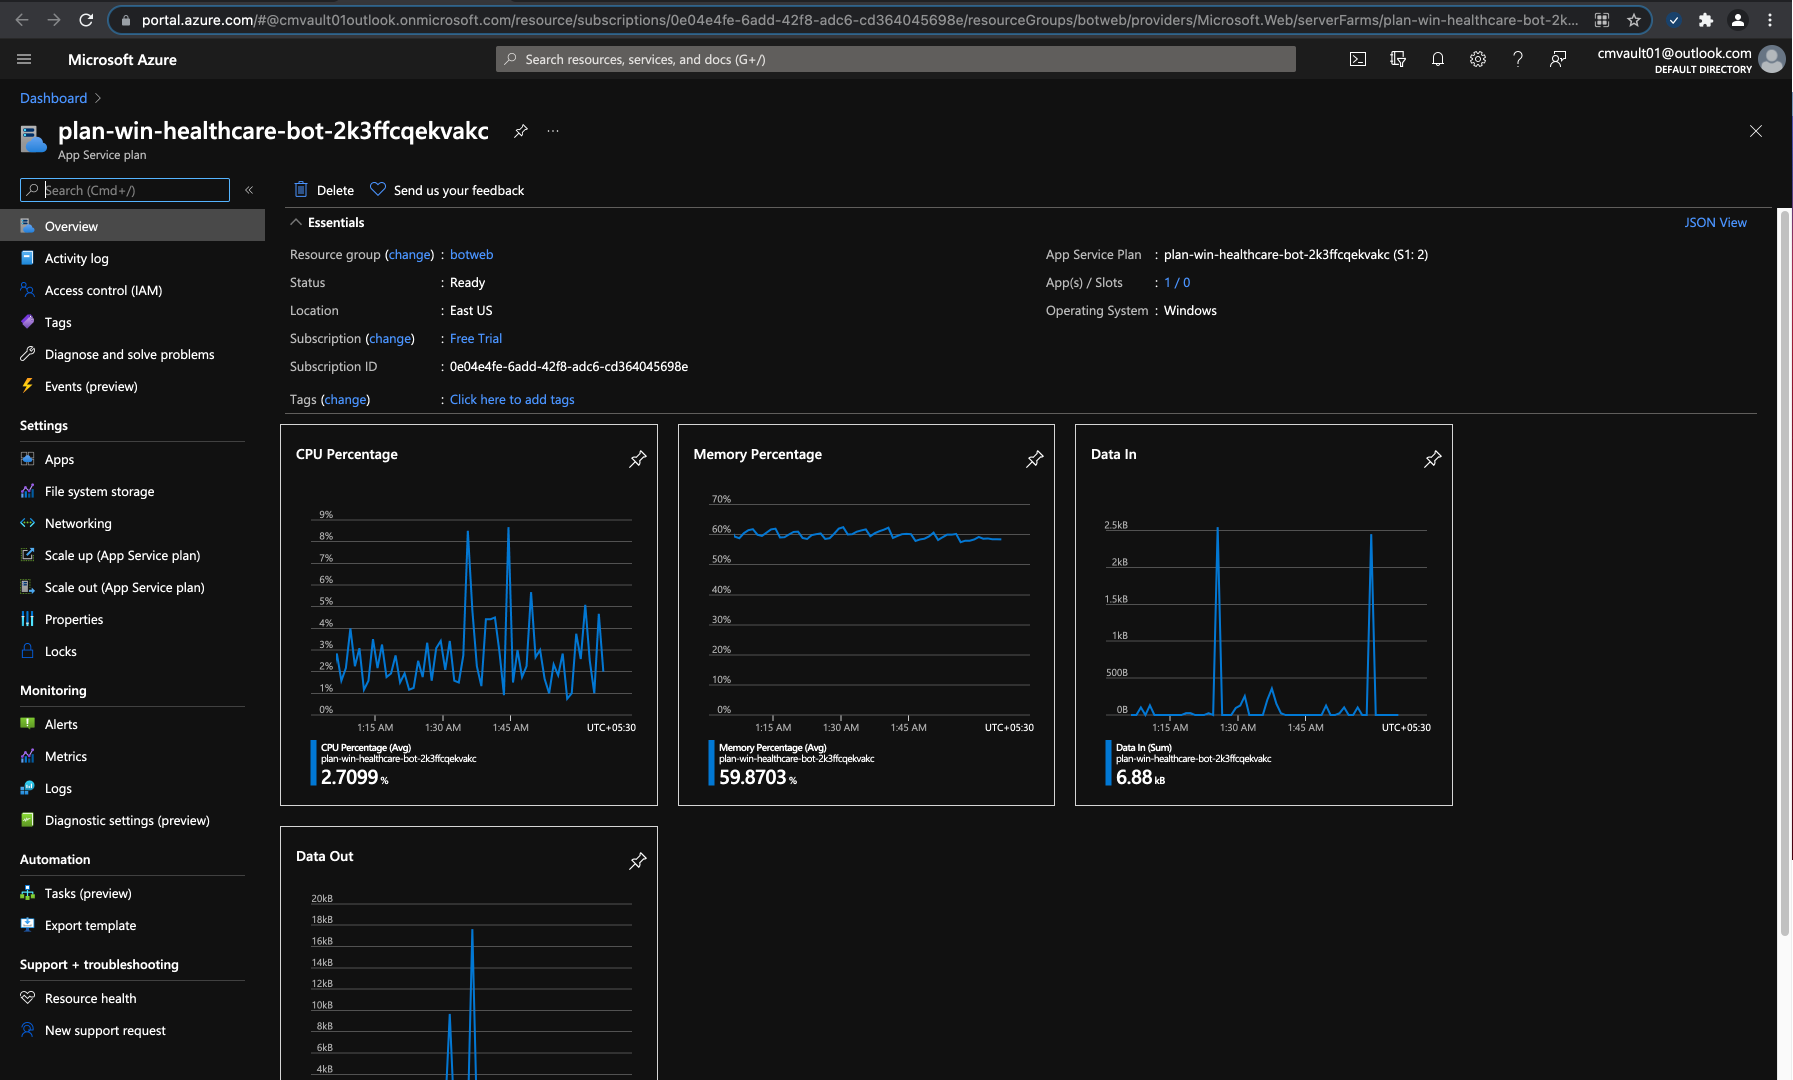 portal.azure.com/#@cmvault01outlook.onmicrosoft.com/resource/subscriptions/0e04e4fe-6add-42f8-adc6-cd364045698e/resourceGroups/botweb/providers/Microsoft.Web/serverFarms/plan-win-healthcare-bot-2k...
Microsoft Azure
Search resources, services, and docs (G+/)
cmvault01@outlook.com
DEFAULT DIRECTORY
Dashboard
plan-win-healthcare-bot-2k3ffcqekvakc
App Service plan
Search (Cmd+/)
Overview
Activity log
Access control (IAM)
Tags
Diagnose and solve problems
Events (preview)
Settings
Apps
File system storage
Networking
Scale up (App Service plan)
Scale out (App Service plan)
Properties
Locks
Monitoring
Alerts
Metrics
Logs
Diagnostic settings (preview)
Automation
Tasks (preview)
Export template
Support + troubleshooting
Resource health
New support request
Delete
Send us your feedback
Essentials
JSON View
Resource group (change) : botweb
Status : Ready
Location : East US
Subscription (change) : Free Trial
Subscription ID : 0e04e4fe-6add-42f8-adc6-cd364045698e
Tags (change) : Click here to add tags
App Service Plan : plan-win-healthcare-bot-2k3ffcqekvakc (S1: 2)
App(s) / Slots : 1 / 0
Operating System : Windows
CPU Percentage
9%
8%
7%
6%
5%
4%
3%
2%
1%
0%
1:15 AM 1:30 AM 1:45 AM UTC+05:30
CPU Percentage (Avg)
plan-win-healthcare-bot-2k3ffcqekvakc
2.7099 %
Memory Percentage
70%
60%
50%
40%
30%
20%
10%
0%
1:15 AM 1:30 AM 1:45 AM UTC+05:30
Memory Percentage (Avg)
plan-win-healthcare-bot-2k3ffcqekvakc
59.8703 %
Data In
2.5kB
2kB
1.5kB
1kB
500B
0B
1:15 AM 1:30 AM 1:45 AM UTC+05:30
Data In (Sum)
plan-win-healthcare-bot-2k3ffcqekvakc
6.88 kB
Data Out
20kB
18kB
16kB
14kB
12kB
10kB
8kB
6kB
4kB